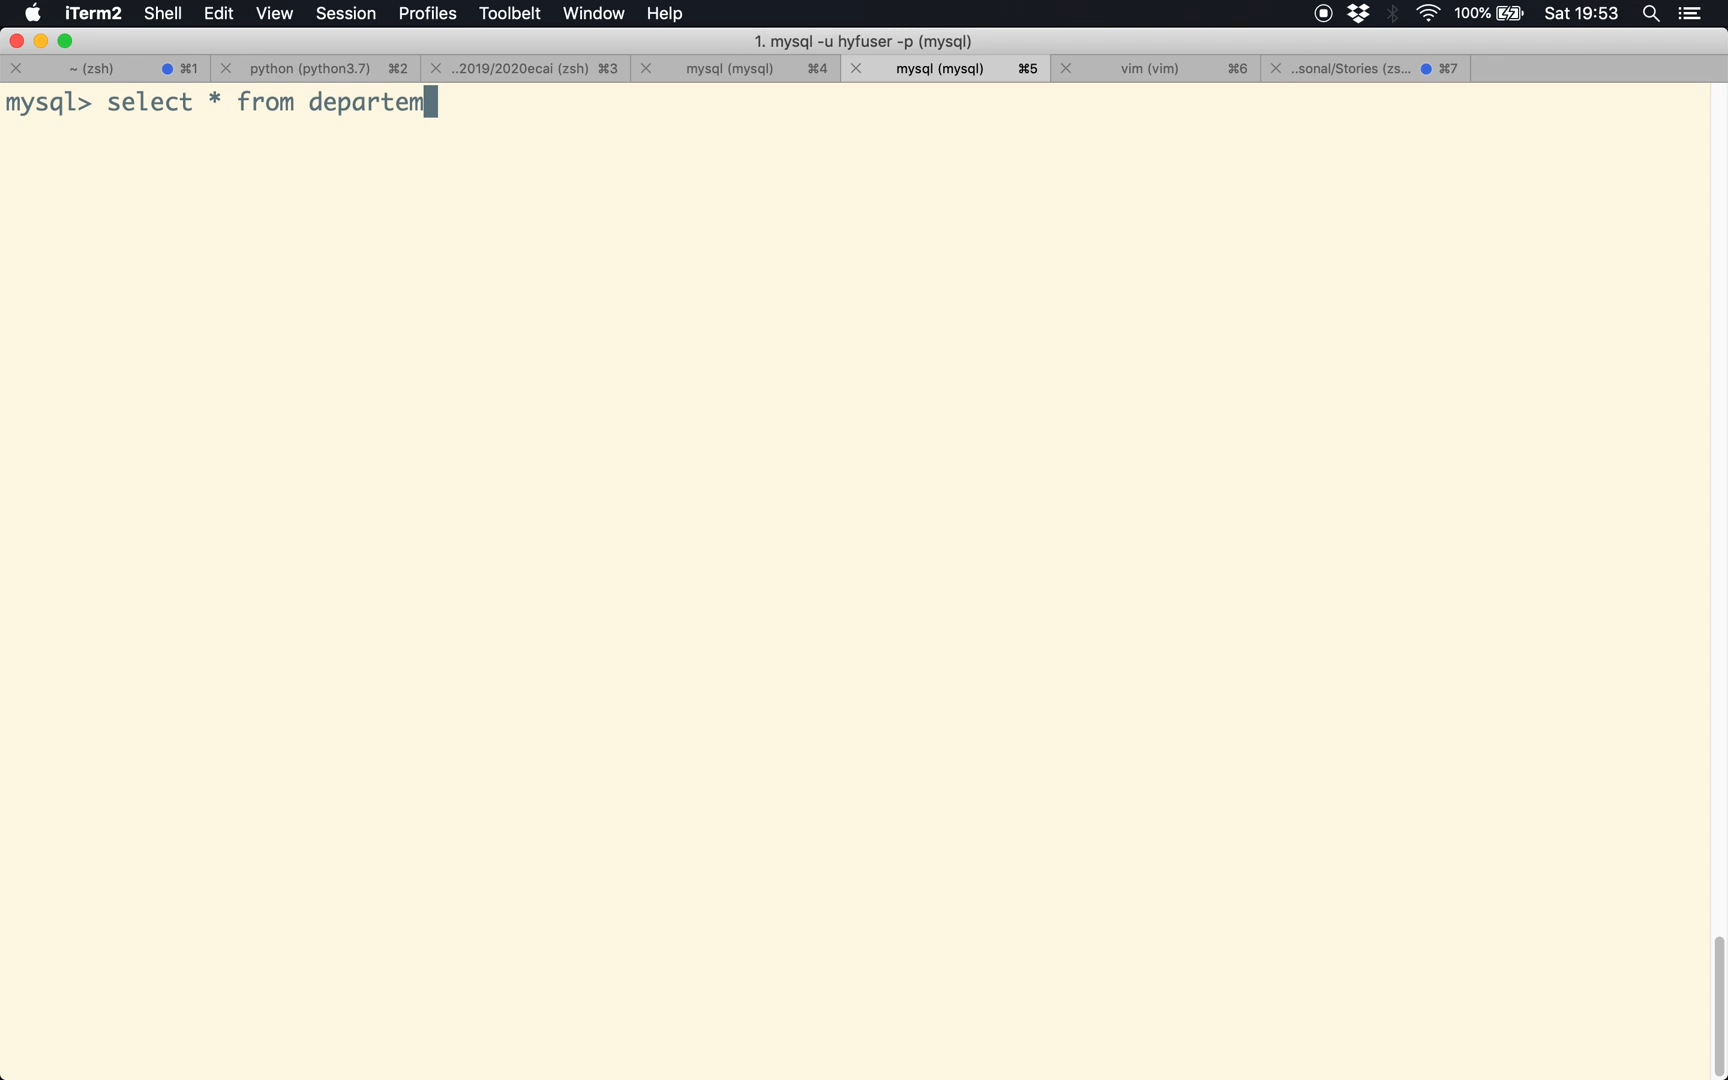 iTerm2 Shell Edit View Session Profiles Toolbelt Window Help 100% Sat 19:53
1. mysql -u hyfuser -p (mysql)
~ (zsh) ⌘1 python (python3.7) ⌘2 ..2019/2020ecai (zsh) ⌘3 mysql (mysql) ⌘4 mysql (mysql) ⌘5 vim (vim) ⌘6 ..sonal/Stories (zs... ⌘7
mysql> select * from departem